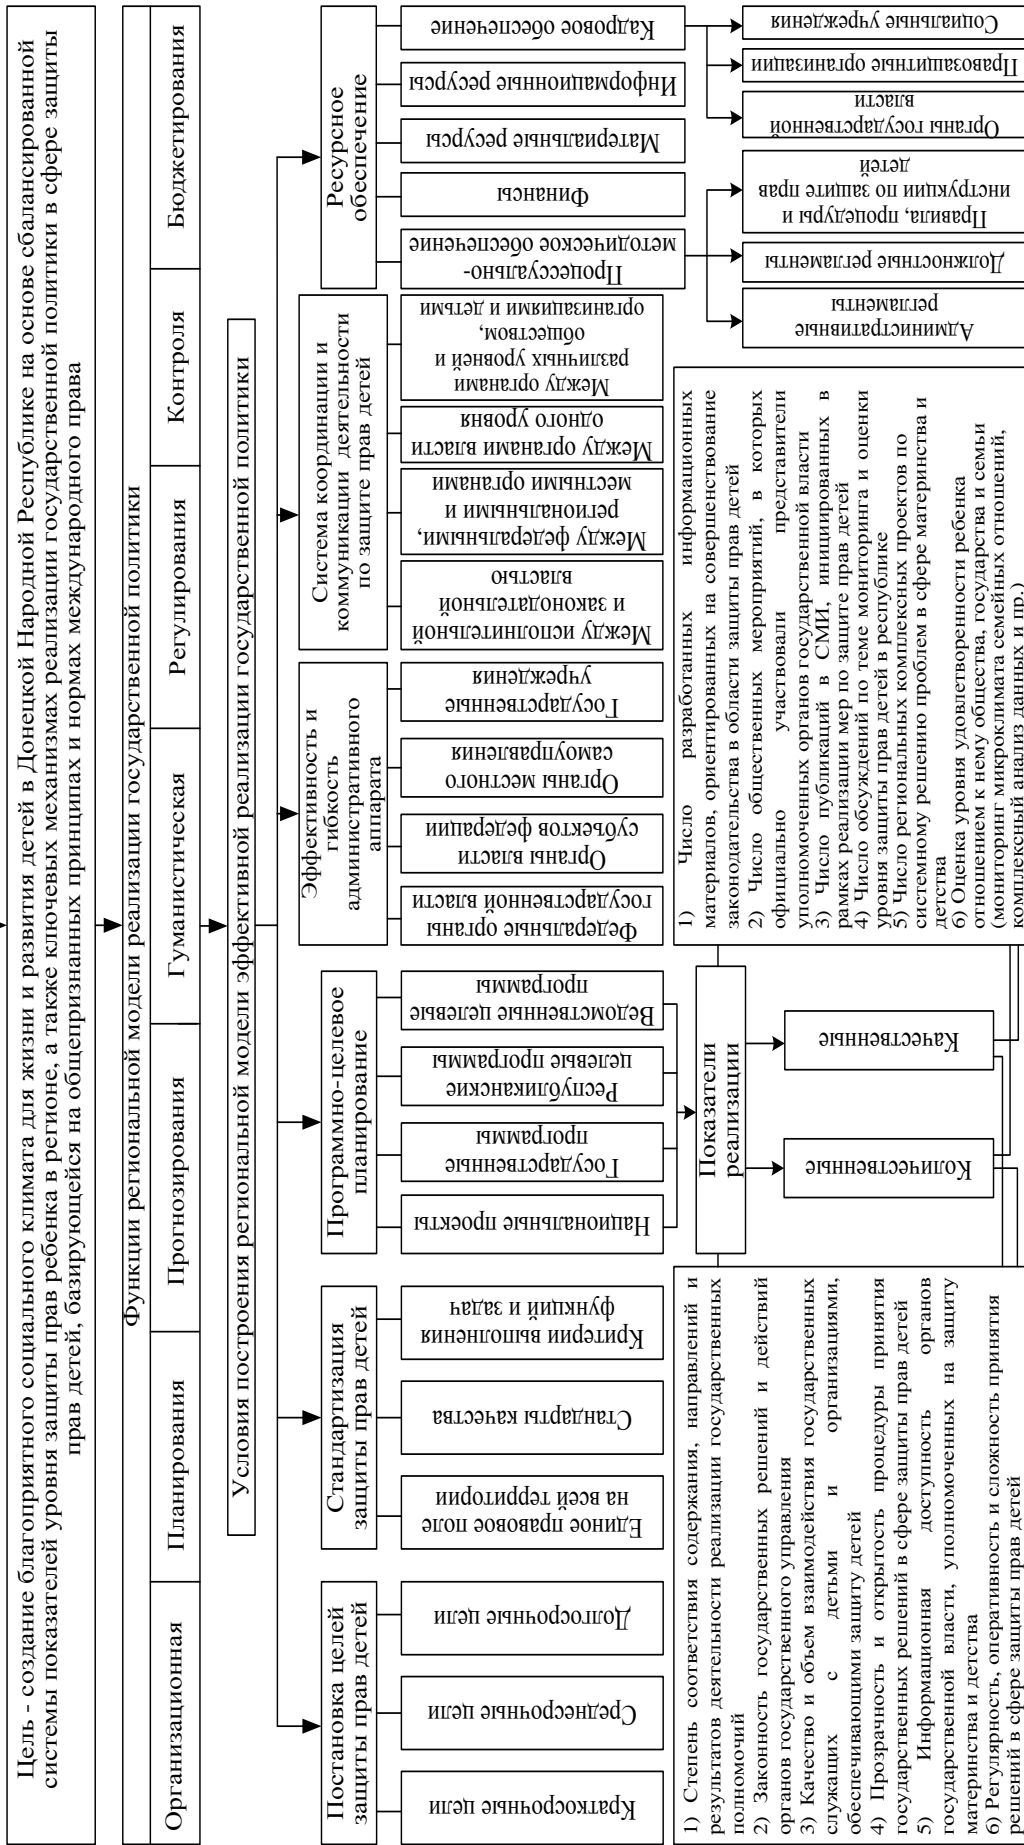 Цель - создание благоприятного социального климата для жизни и развития детей в Донецкой Народной Республике на основе сбалансированной
системы показателей уровня защиты прав ребенка в регионе, а также ключевых механизмах реализации государственной политики в сфере защиты
прав детей, базирующейся на общепризнанных принципах и нормах международного права
Функции региональной модели реализации государственной политики
Организационная
Планирования
Прогнозирования
Гуманистическая
Регулирования
Контроля
Бюджетирования
Условия построения региональной модели эффективной реализации государственной политики
Постановка целей
защиты прав детей
Краткосрочные цели
Среднесрочные цели
Долгосрочные цели
Стандартизация
защиты прав детей
Единое правовое поле
на всей территории
Стандарты качества
Критерии выполнения
функций и задач
Программно-целевое
планирование
Национальные проекты
Государственные
программы
Республиканские
целевые программы
Ведомственные целевые
программы
Эффективность и
гибкость
административного
аппарата
Федеральные органы
государственной власти
Органы власти
субъектов федерации
Органы местного
самоуправления
Государственные
учреждения
Система координации и
коммуникации деятельности
по защите прав детей
Между исполнительной
и законодательной
властью
Между федеральными,
региональными и
местными органами
Между органами власти
одного уровня
Между органами
различных уровней и
обществом,
организациями и детьми
Ресурсное
обеспечение
Процессуально-
методическое обеспечение
Финансы
Материальные ресурсы
Информационные ресурсы
Кадровое обеспечение
Административные
регламенты
Должностные регламенты
Правила, процедуры и
инструкции по защите прав
детей
Органы государственной
власти
Правозащитные организации
Социальные учреждения
Показатели
реализации
Количественные
Качественные
1) Степень соответствия содержания, направлений и
результатов деятельности реализации государственных
полномочий
2) Законность государственных решений и действий
органов государственного управления
3) Качество и объем взаимодействия государственных
служащих с детьми и организациями,
обеспечивающими защиту детей
4) Прозрачность и открытость процедуры принятия
государственных решений в сфере защиты прав детей
5) Информационная доступность органов
государственной власти, уполномоченных на защиту
материнства и детства
6) Регулярность, оперативность и сложность принятия
решений в сфере защиты прав детей
1) Число разработанных информационных
материалов, ориентированных на совершенствование
законодательства в области защиты прав детей
2) Число общественных мероприятий, в которых
официально участвовали представители
уполномоченных органов государственной власти
3) Число публикаций в СМИ, инициированных в
рамках реализации мер по защите прав детей
4) Число обсуждений по теме мониторинга и оценки
уровня защиты прав детей в республике
5) Число региональных комплексных проектов по
системному решению проблем в сфере материнства и
детства
6) Оценка уровня удовлетворенности ребенка
отношением к нему общества, государства и семьи
(мониторинг микроклимата семейных отношений,
комплексный анализ данных и пр.)